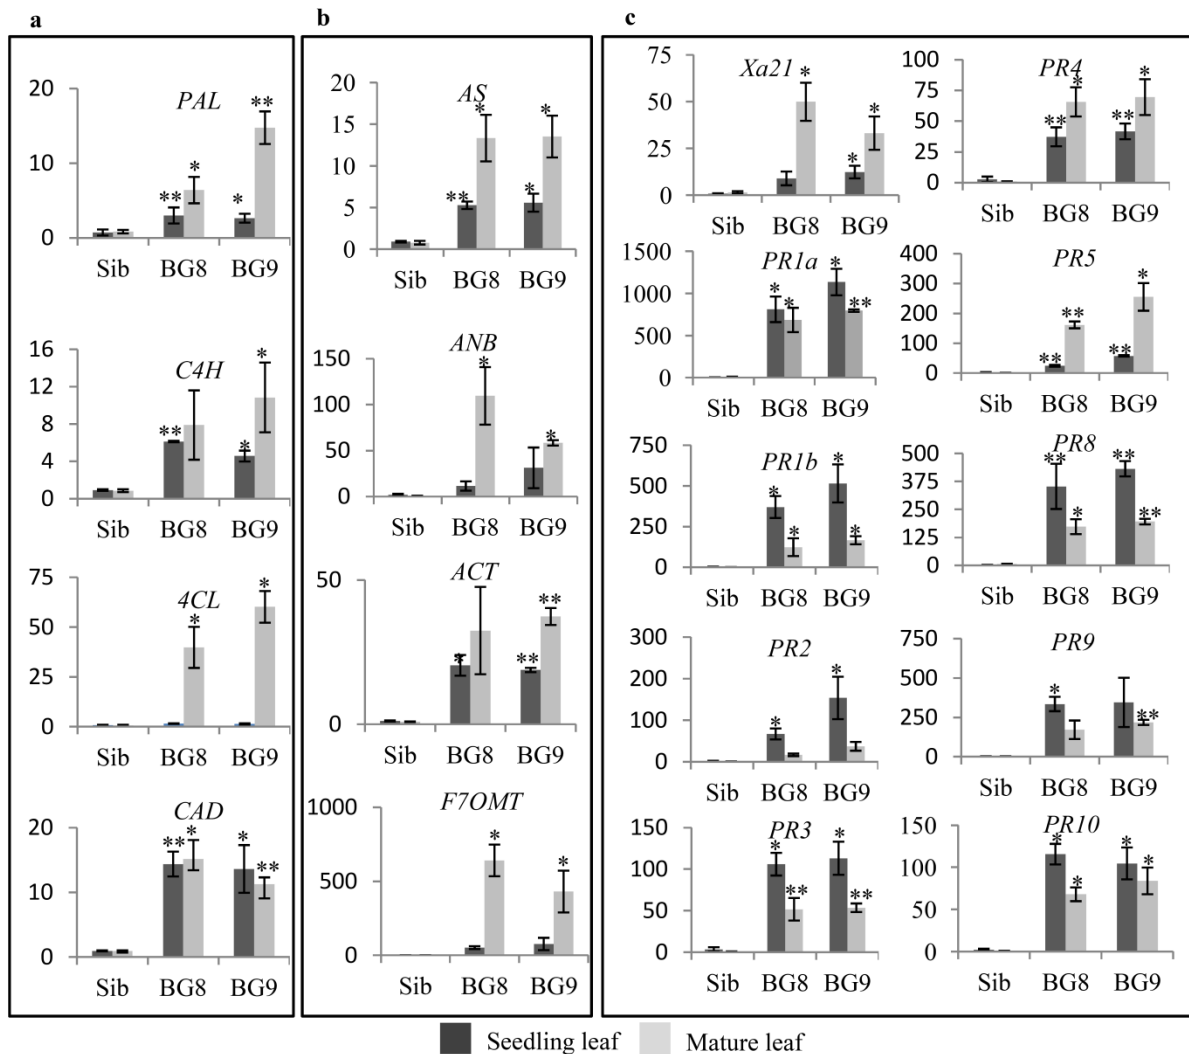 a
PAL
20
**
15
*
10
**
*
5
0
Sib BG8 BG9
C4H
16
*
12
8
**
*
4
0
Sib BG8 BG9
4CL
75
*
50
*
25
0
Sib BG8 BG9
CAD
20
** * *
15
**
10
0
Sib BG8 BG9
b
AS
20
* *
15
10
** *
5
0
Sib BG8 BG9
ANB
150
*
100
*
50
0
Sib BG8 BG9
ACT
50
**
* **
0
Sib BG8 BG9
F7OMT
1000
*
*
500
0
Sib BG8 BG9
c
Xa21
75
*
50
*
25
*
0
Sib BG8 BG9
PR4
100
* *
75
** **
50
25
0
Sib BG8 BG9
PR1a
1500
*
1000
* * **
500
0
Sib BG8 BG9
PR5
400
*
300
**
200
100
** **
0
Sib BG8 BG9
PR1b
750
*
500
*
250
* *
0
Sib BG8 BG9
PR8
500
** **
375
250
* **
125
0
Sib BG8 BG9
PR2
300
*
200
*
100
0
Sib BG8 BG9
PR9
750
*
500
**
250
0
Sib BG8 BG9
PR3
150
* *
100
** **
50
0
Sib BG8 BG9
PR10
150
* *
100
* *
50
0
Sib BG8 BG9
Seedling leaf Mature leaf